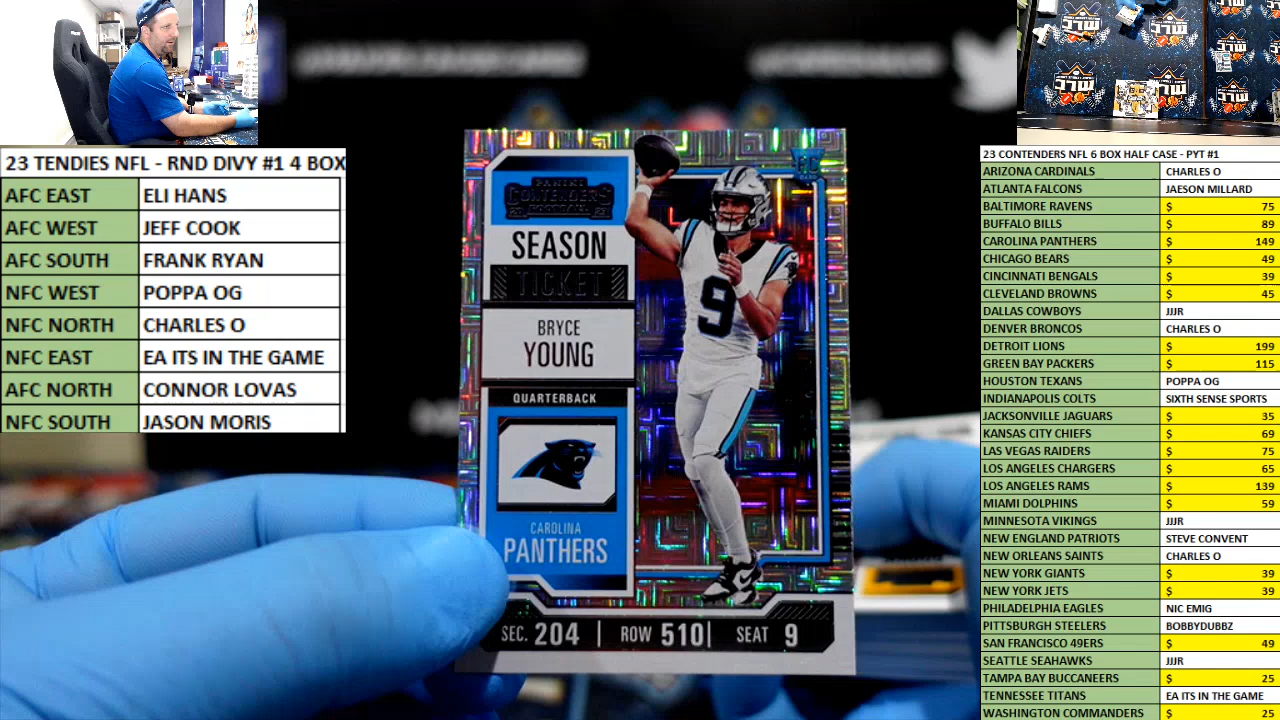 23 TENDIES NFL - RND DIVY #1 4 BOX
AFC EAST ELI HANS
AFC WEST JEFF COOK
AFC SOUTH FRANK RYAN
NFC WEST POPPA OG
NFC NORTH CHARLES O
NFC EAST EA ITS IN THE GAME
AFC NORTH CONNOR LOVAS
NFC SOUTH JASON MORIS
PANINI
CONTENDERS
FOOTBALL
SEASON
TICKET
BRYCE
YOUNG
QUARTERBACK
CAROLINA
PANTHERS
SEC. 204 | ROW 510 | SEAT 9
RC
9
23 CONTENDERS NFL 6 BOX HALF CASE - PYT #1
ARIZONA CARDINALS CHARLES O
ATLANTA FALCONS JAESON MILLARD
BALTIMORE RAVENS $ 75
BUFFALO BILLS $ 89
CAROLINA PANTHERS $ 149
CHICAGO BEARS $ 49
CINCINNATI BENGALS $ 39
CLEVELAND BROWNS $ 45
DALLAS COWBOYS JJJR
DENVER BRONCOS CHARLES O
DETROIT LIONS $ 199
GREEN BAY PACKERS $ 115
HOUSTON TEXANS POPPA OG
INDIANAPOLIS COLTS SIXTH SENSE SPORTS
JACKSONVILLE JAGUARS $ 35
KANSAS CITY CHIEFS $ 69
LAS VEGAS RAIDERS $ 75
LOS ANGELES CHARGERS $ 65
LOS ANGELES RAMS $ 139
MIAMI DOLPHINS $ 59
MINNESOTA VIKINGS JJJR
NEW ENGLAND PATRIOTS STEVE CONVENT
NEW ORLEANS SAINTS CHARLES O
NEW YORK GIANTS $ 39
NEW YORK JETS $ 39
PHILADELPHIA EAGLES NIC EMIG
PITTSBURGH STEELERS BOBBYDUBBZ
SAN FRANCISCO 49ERS $ 49
SEATTLE SEAHAWKS JJJR
TAMPA BAY BUCCANEERS $ 25
TENNESSEE TITANS EA ITS IN THE GAME
WASHINGTON COMMANDERS $ 25